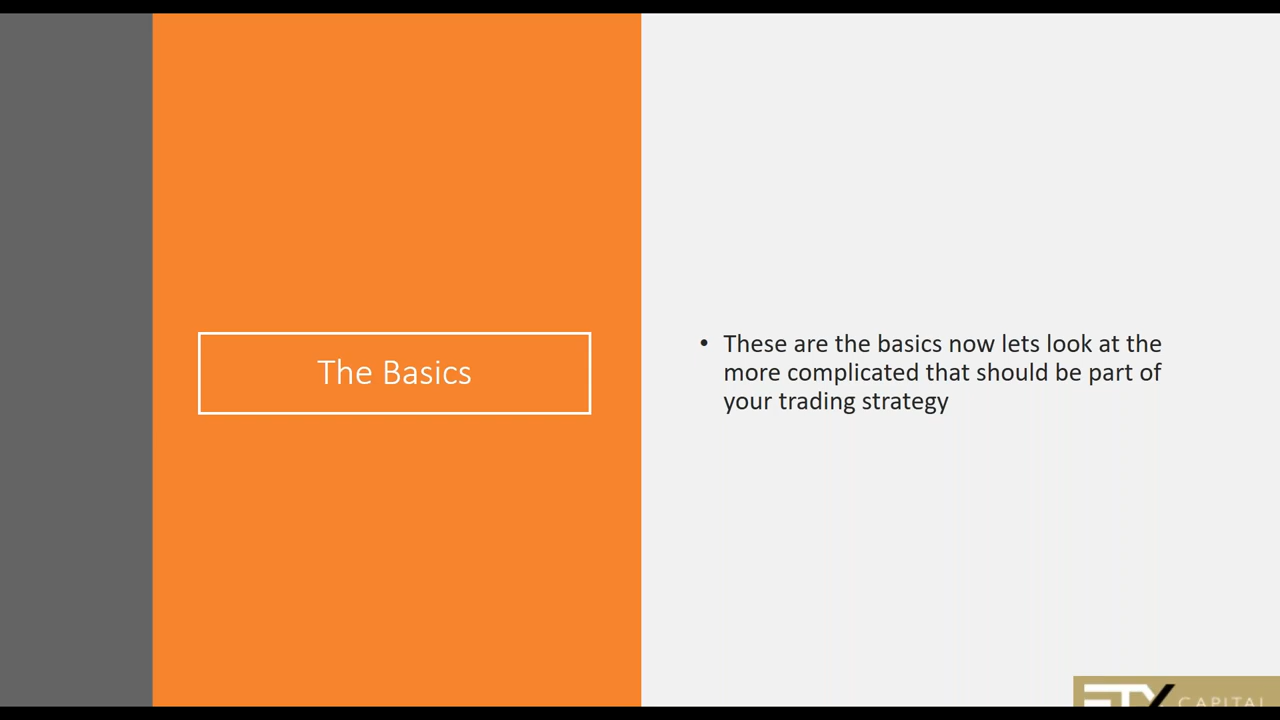 The Basics
• These are the basics now lets look at the
more complicated that should be part of
your trading strategy
CAPITAL